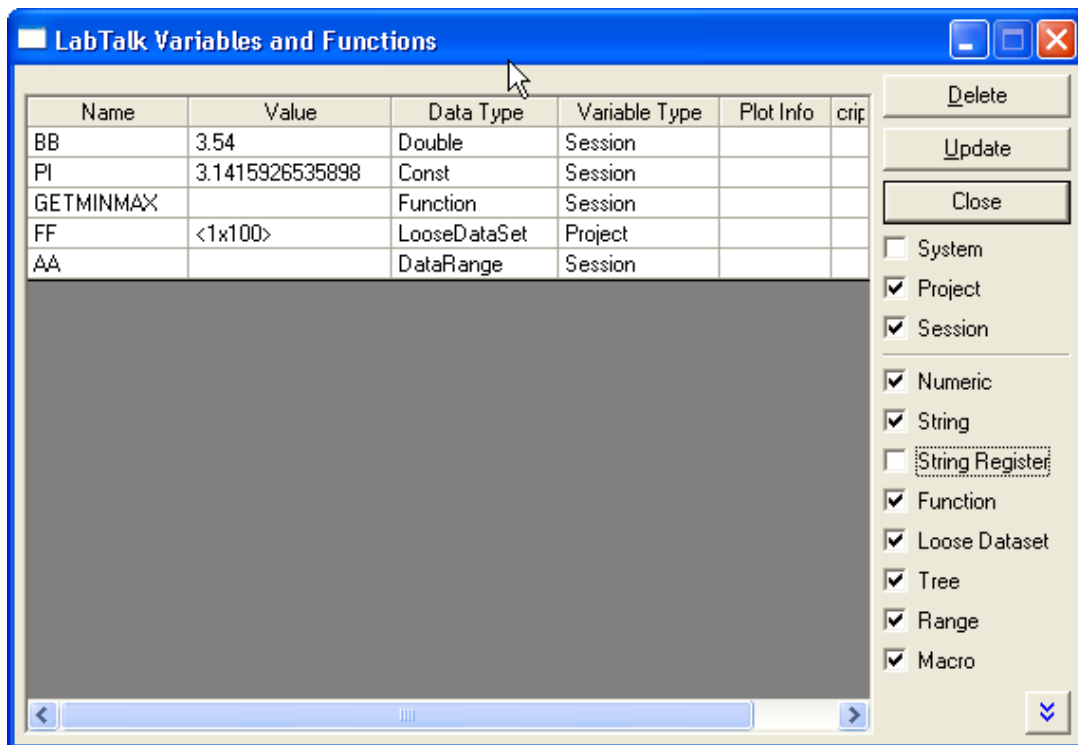 LabTalk Variables and Functions
Name Value Data Type Variable Type Plot Info crip
BB 3.54 Double Session
PI 3.1415926535898 Const Session
GETMINMAX Function Session
FF <1x100> LooseDataSet Project
AA DataRange Session
Delete
Update
Close
System
Project
Session
Numeric
String
String Register
Function
Loose Dataset
Tree
Range
Macro